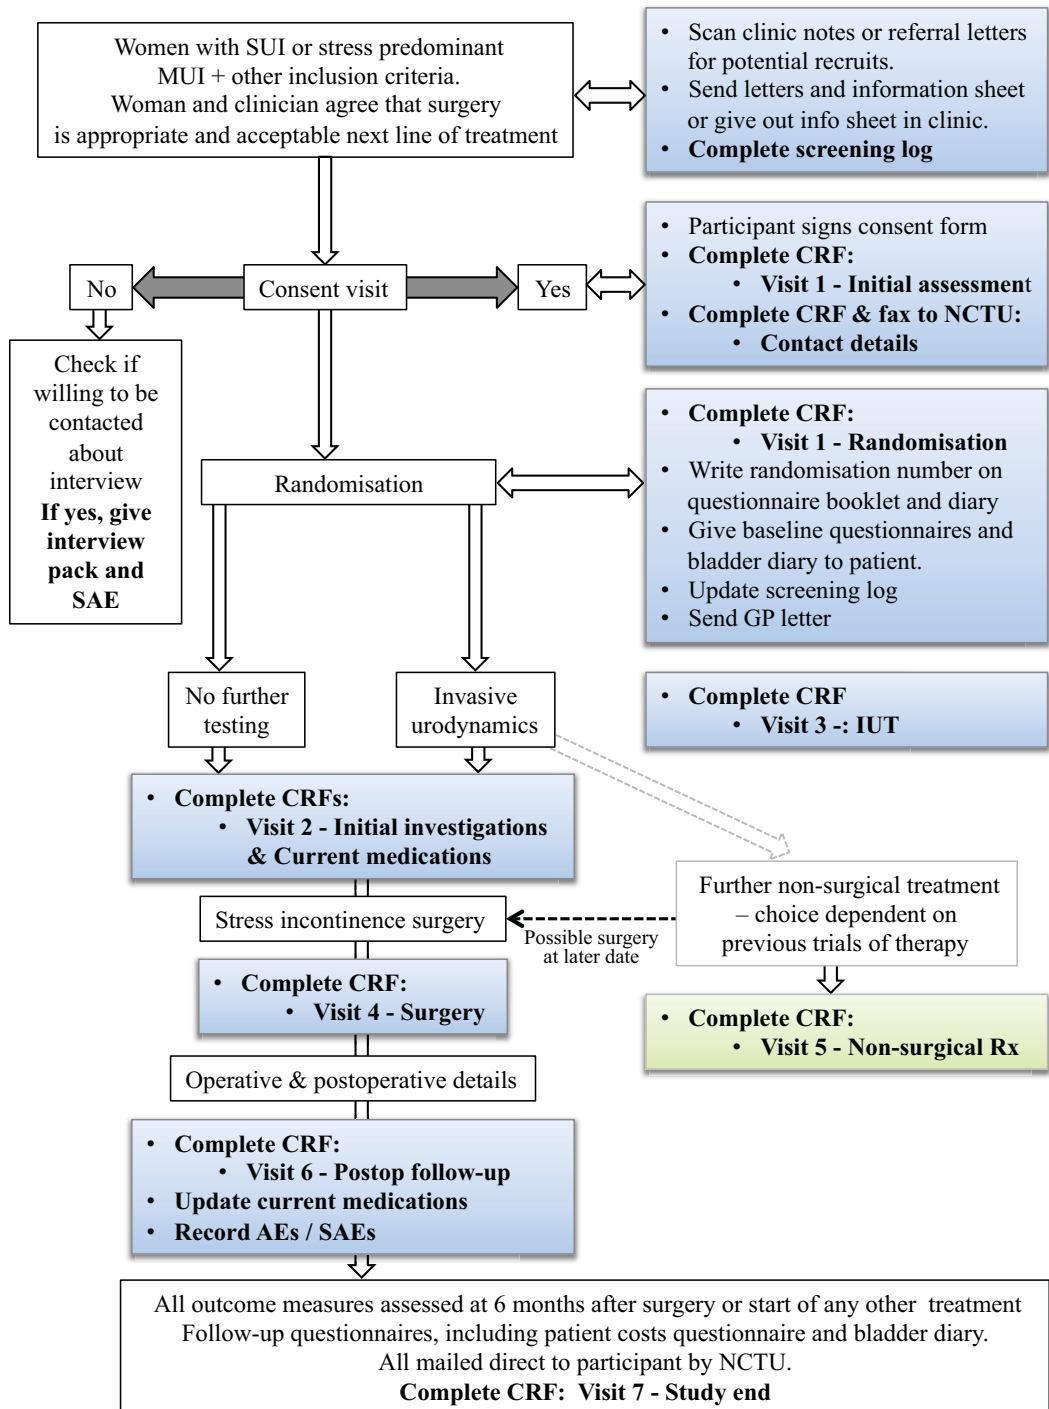 Women with SUI or stress predominant
MUI + other inclusion criteria.
Woman and clinician agree that surgery
is appropriate and acceptable next line of treatment
• Scan clinic notes or referral letters
for potential recruits.
• Send letters and information sheet
or give out info sheet in clinic.
• Complete screening log
No
Consent visit
Yes
• Participant signs consent form
• Complete CRF:
• Visit 1 - Initial assessment
• Complete CRF & fax to NCTU:
• Contact details
Check if
willing to be
contacted
about
interview
If yes, give
interview
pack and
SAE
Randomisation
• Complete CRF:
• Visit 1 - Randomisation
• Write randomisation number on
questionnaire booklet and diary
• Give baseline questionnaires and
bladder diary to patient.
• Update screening log
• Send GP letter
No further
testing
Invasive
urodynamics
• Complete CRF
• Visit 3 -: IUT
• Complete CRFs:
• Visit 2 - Initial investigations
& Current medications
Stress incontinence surgery
Possible surgery
at later date
Further non-surgical treatment
– choice dependent on
previous trials of therapy
• Complete CRF:
• Visit 4 - Surgery
• Complete CRF:
• Visit 5 - Non-surgical Rx
Operative & postoperative details
• Complete CRF:
• Visit 6 - Postop follow-up
• Update current medications
• Record AEs / SAEs
All outcome measures assessed at 6 months after surgery or start of any other treatment
Follow-up questionnaires, including patient costs questionnaire and bladder diary.
All mailed direct to participant by NCTU.
Complete CRF: Visit 7 - Study end